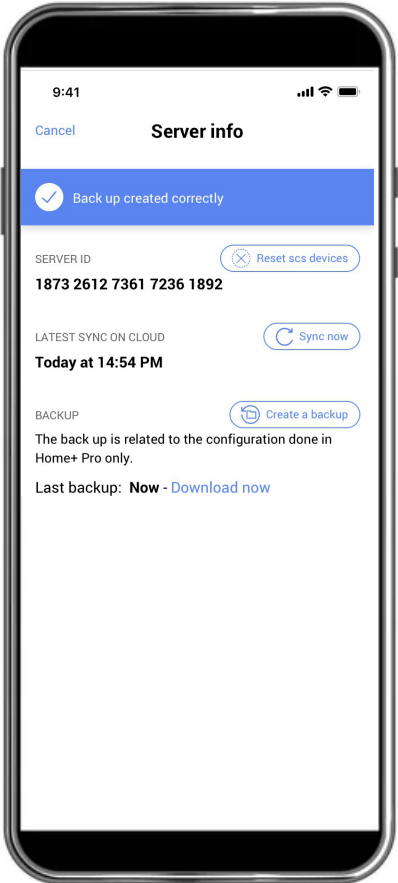 9:41
Cancel
Server info
Back up created correctly
SERVER ID
Reset scs devices
1873 2612 7361 7236 1892
LATEST SYNC ON CLOUD
Sync now
Today at 14:54 PM
BACKUP
Create a backup
The back up is related to the configuration done in
Home+ Pro only.
Last backup: Now - Download now